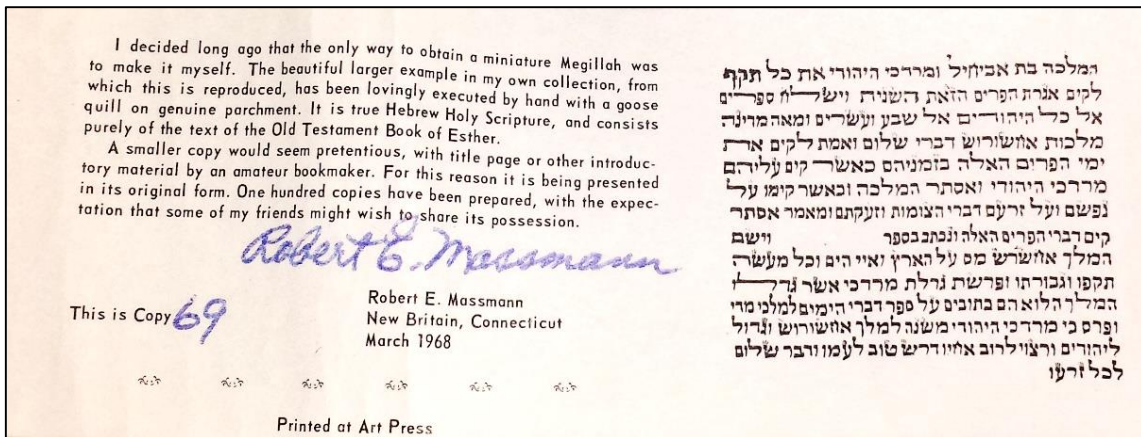 I decided long ago that the only way to obtain a miniature Megillah was
to make it myself. The beautiful larger example in my own collection, from
which this is reproduced, has been lovingly executed by hand with a goose
quill on genuine parchment. It is true Hebrew Holy Scripture, and consists
purely of the text of the Old Testament Book of Esther.
A smaller copy would seem pretentious, with title page or other introduc-
tory material by an amateur bookmaker. For this reason it is being presented
in its original form. One hundred copies have been prepared, with the expec-
tation that some of my friends might wish to share its possession.
Robert E. Massmann
This is Copy 69
Robert E. Massmann
New Britain, Connecticut
March 1968
Printed at Art Press
המלכה בת אביחיל ומרדכי היהודי את כל תקף
לקים אגרת הפרים הזאת השנית וישלח ספרים
אל כל היהודים אל שבע ועשרים ומאה מדינה
מלכות אחשורוש דברי שלום ואמת לקים את
ימי הפרים האלה בזמניהם כאשר קים עליהם
מרדכי היהודי ואסתר המלכה וכאשר קימו על
נפשם ועל זרעם דברי הצומות וזעקתם ומאמר אסתר
קים דברי הפרים האלה ונכתב בספר וישם
המלך אחשרש מס על הארץ ואיי הים וכל מעשה
תקפו וגבורתו ופרשת גדלת מרדכי אשר גדלו
המלך הלוא הם כתובים על ספר דברי הימים למלכי מדי
ופרס כי מרדכי היהודי משנה למלך אחשורוש וגדול
ליהודים ורצוי לרוב אחיו דרש טוב לעמו ודבר שלום
לכל זרעו